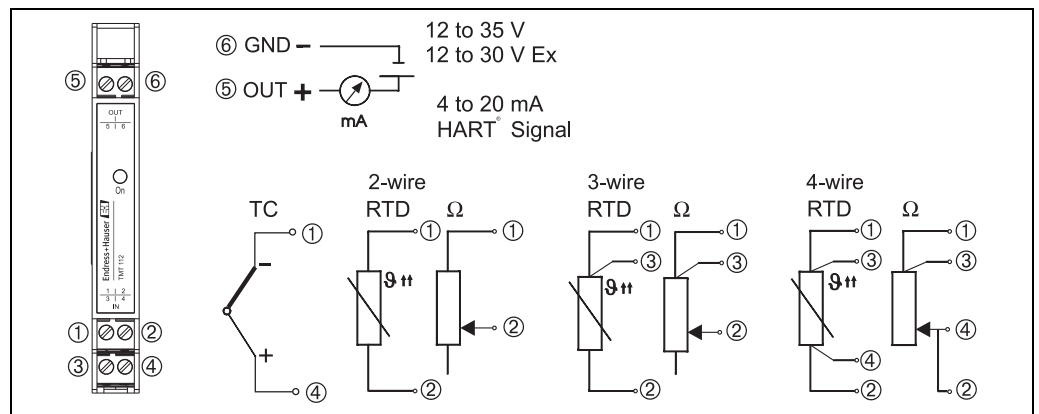 ⑥ GND -
12 to 35 V
12 to 30 V Ex
⑤ OUT +
mA
4 to 20 mA
HART® Signal
⑤ ⑥
OUT
5 | 6
On
Endress+Hauser EH
TMT 112
1 | 2
3 | 4
IN
① ②
③ ④
TC
① - + ④
2-wire
RTD Ω
① ϑ ② ① ②
3-wire
RTD Ω
① ③ ϑ ② ① ③ ②
4-wire
RTD Ω
① ③ ϑ ④ ② ① ③ ④ ②